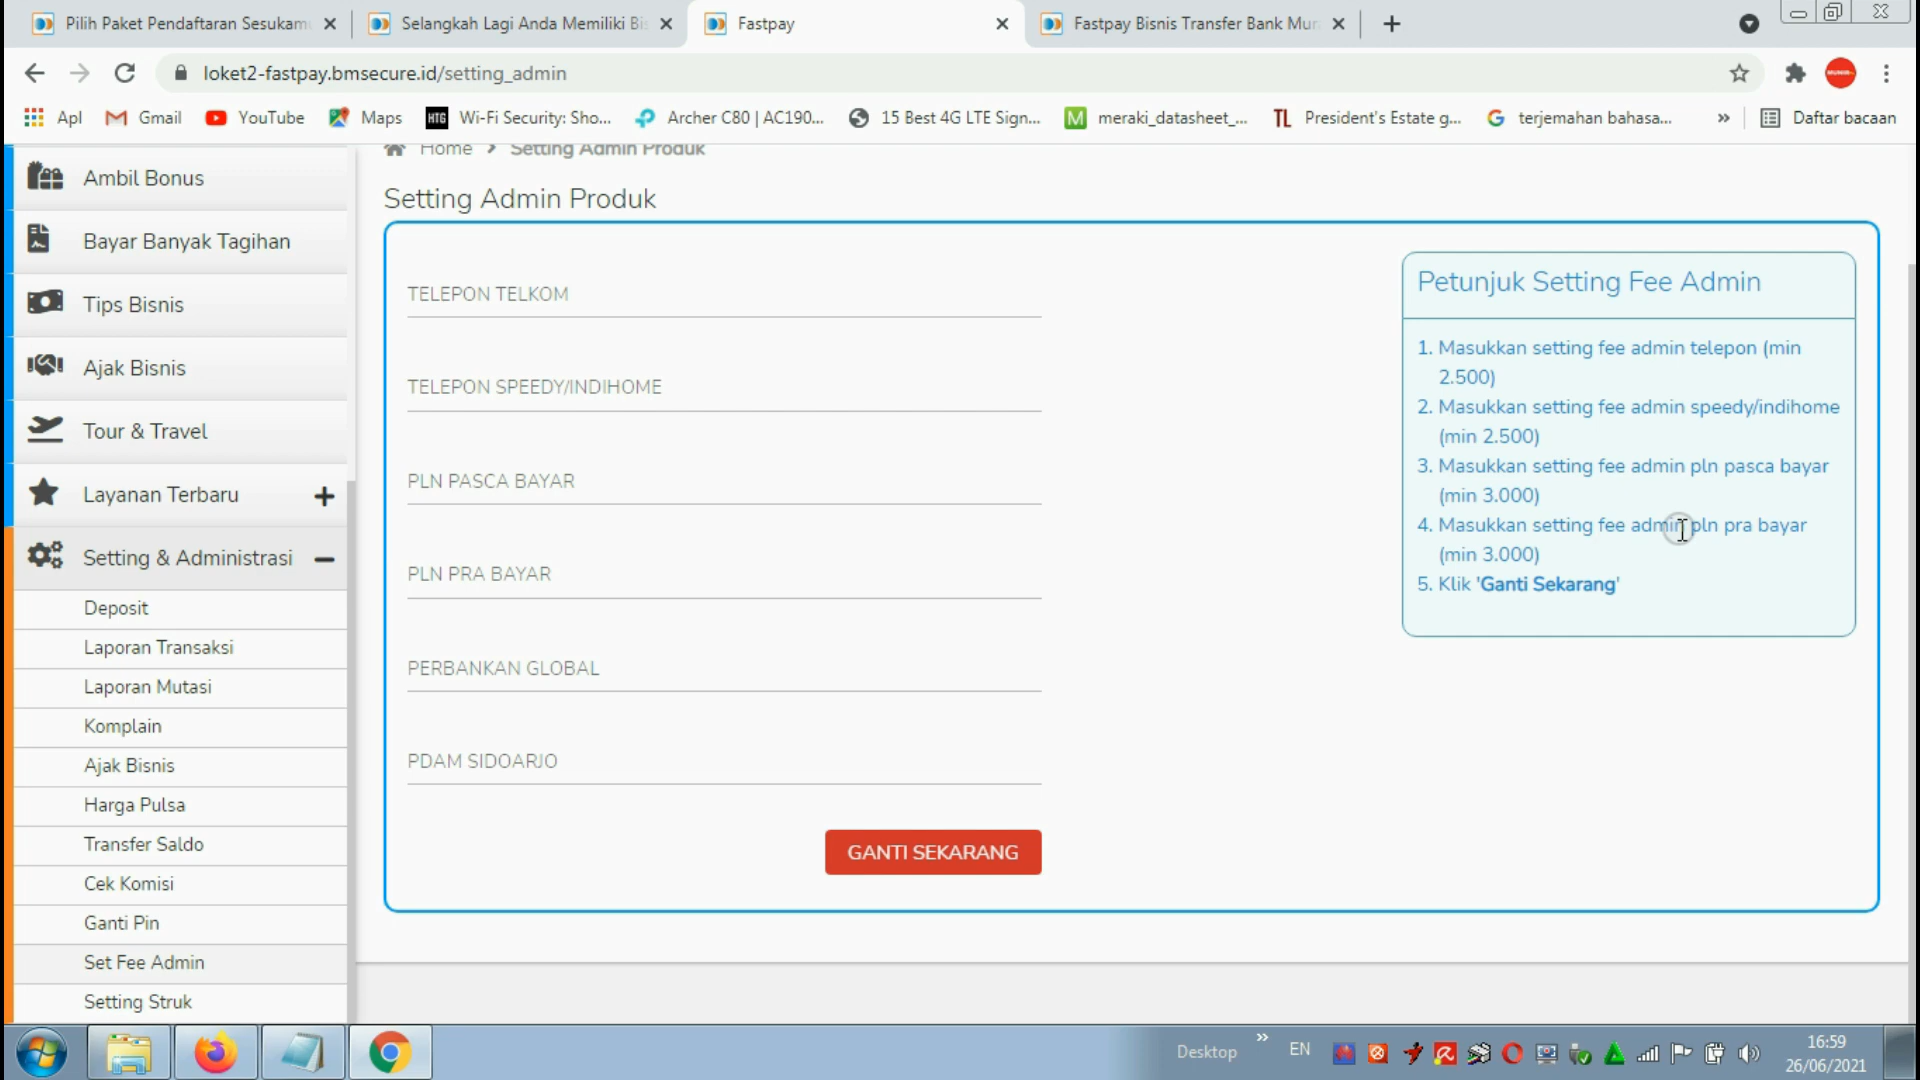 Pilih Paket Pendaftaran Sesukamu
Selangkah Lagi Anda Memiliki Bis
Fastpay
Fastpay Bisnis Transfer Bank Mur
loket2-fastpay.bmsecure.id/setting_admin
Apl
Gmail
YouTube
Maps
HTG
Wi-Fi Security: Sho...
Archer C80 | AC190...
15 Best 4G LTE Sign...
M
meraki_datasheet_...
TL
President's Estate g...
terjemahan bahasa...
»
Daftar bacaan
Home > Setting Admin Produk
Ambil Bonus
Bayar Banyak Tagihan
Tips Bisnis
Ajak Bisnis
Tour & Travel
Layanan Terbaru +
Setting & Administrasi −
Deposit
Laporan Transaksi
Laporan Mutasi
Komplain
Ajak Bisnis
Harga Pulsa
Transfer Saldo
Cek Komisi
Ganti Pin
Set Fee Admin
Setting Struk
Setting Admin Produk
TELEPON TELKOM
TELEPON SPEEDY/INDIHOME
PLN PASCA BAYAR
PLN PRA BAYAR
PERBANKAN GLOBAL
PDAM SIDOARJO
GANTI SEKARANG
Petunjuk Setting Fee Admin
1. Masukkan setting fee admin telepon (min
2.500)
2. Masukkan setting fee admin speedy/indihome
(min 2.500)
3. Masukkan setting fee admin pln pasca bayar
(min 3.000)
4. Masukkan setting fee admin pln pra bayar
(min 3.000)
5. Klik 'Ganti Sekarang'
Desktop
»
EN
16:59
26/06/2021